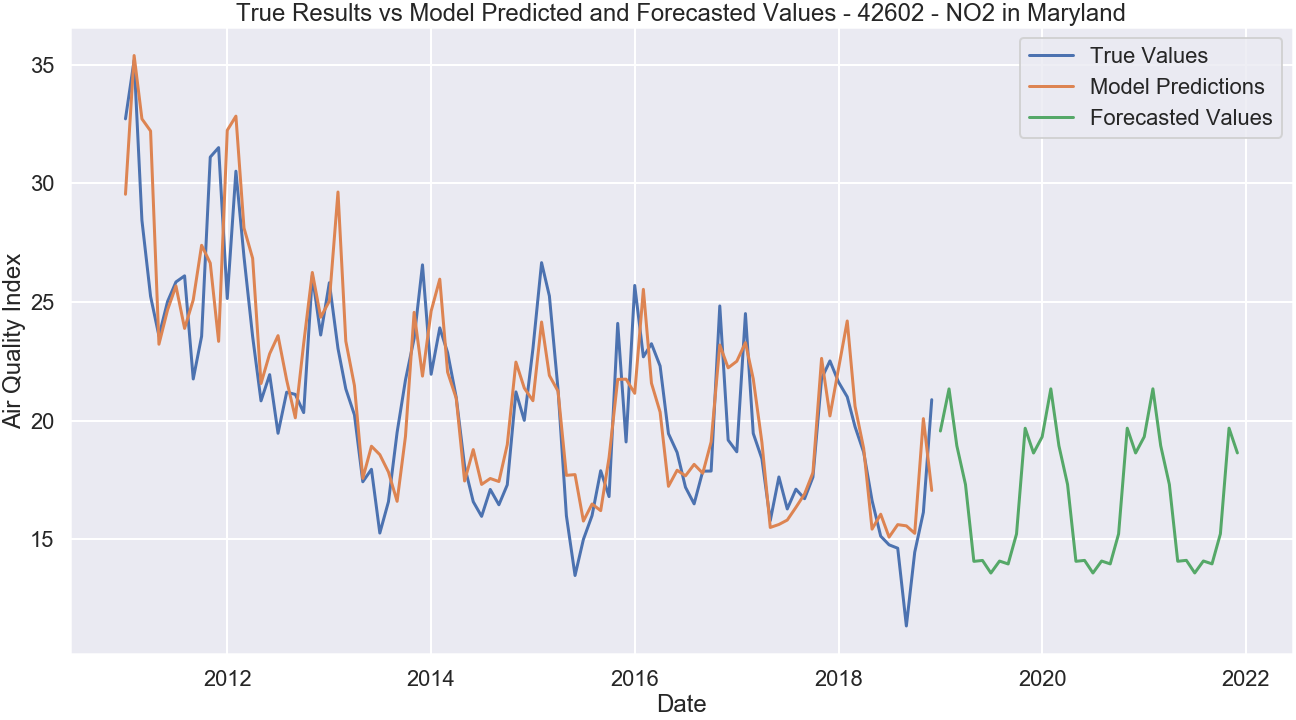 True Results vs Model Predicted and Forecasted Values - 42602 - NO2 in Maryland
True Values
Model Predictions
Forecasted Values
Air Quality Index
35
30
25
20
15
2012
2014
2016
2018
2020
2022
Date